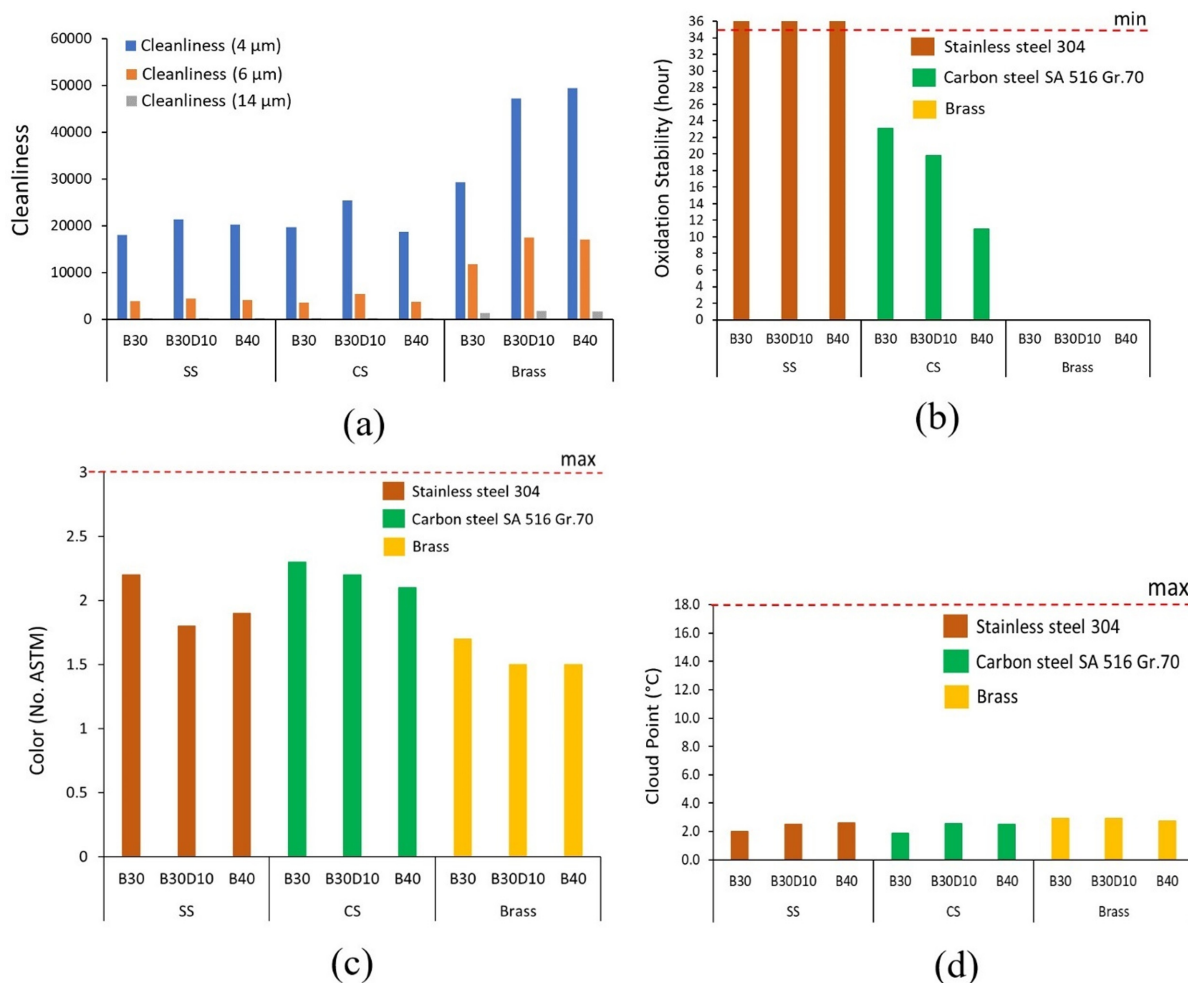 60000
50000
40000
30000
20000
10000
0
Cleanliness
Cleanliness (4 µm)
Cleanliness (6 µm)
Cleanliness (14 µm)
B30 B30D10 B40 B30 B30D10 B40 B30 B30D10 B40
SS CS Brass
(a)
min
36
34
32
30
28
26
24
22
20
18
16
14
12
10
8
6
4
2
0
Oxidation Stability (hour)
Stainless steel 304
Carbon steel SA 516 Gr.70
Brass
B30 B30D10 B40 B30 B30D10 B40 B30 B30D10 B40
SS CS Brass
(b)
max
3
2.5
2
1.5
1
0.5
0
Color (No. ASTM)
Stainless steel 304
Carbon steel SA 516 Gr.70
Brass
B30 B30D10 B40 B30 B30D10 B40 B30 B30D10 B40
SS CS Brass
(c)
max
18.0
16.0
14.0
12.0
10.0
8.0
6.0
4.0
2.0
0.0
Cloud Point (°C)
Stainless steel 304
Carbon steel SA 516 Gr.70
Brass
B30 B30D10 B40 B30 B30D10 B40 B30 B30D10 B40
SS CS Brass
(d)